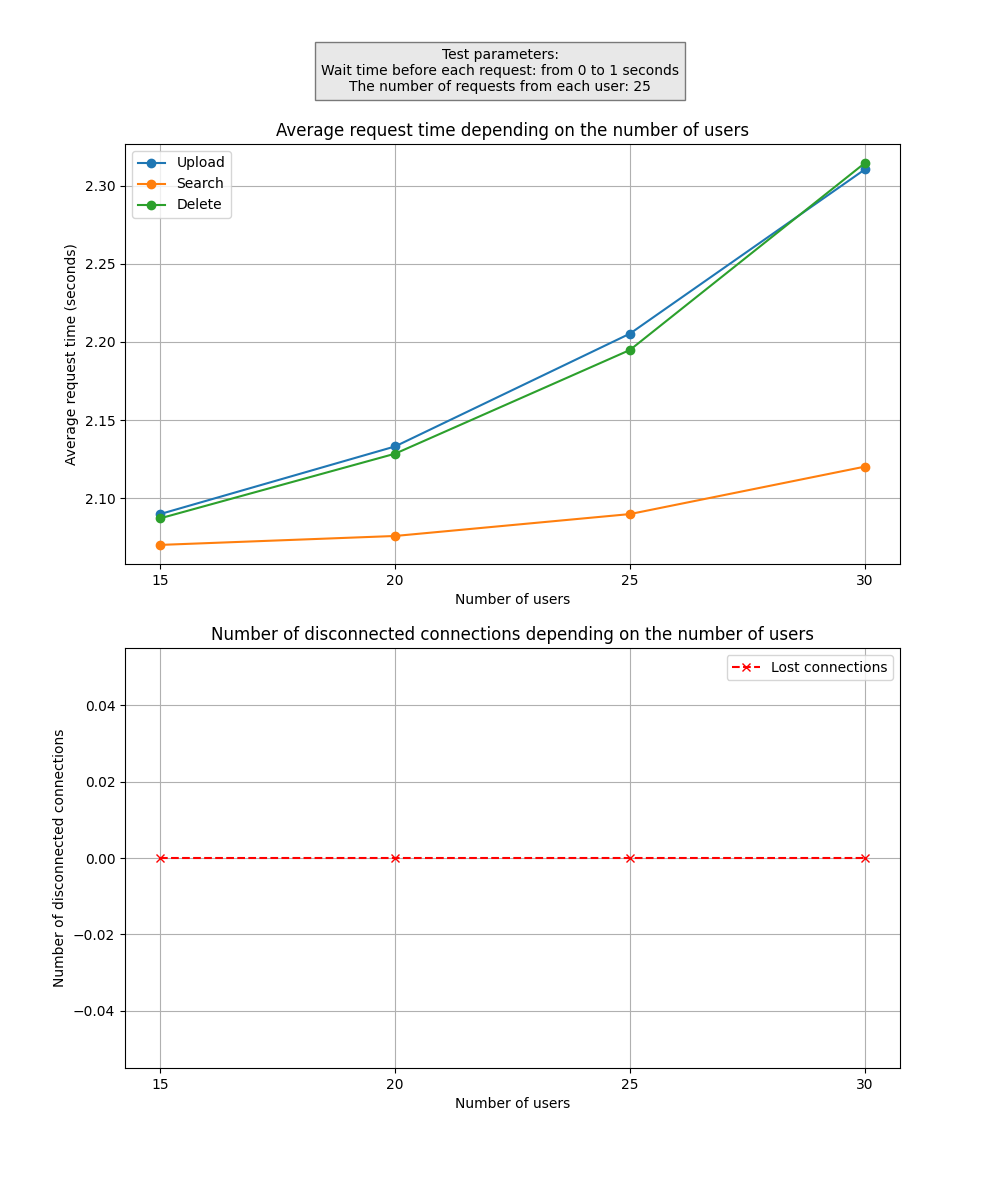 Test parameters:
Wait time before each request: from 0 to 1 seconds
The number of requests from each user: 25
Average request time depending on the number of users
Upload
Search
Delete
Average request time (seconds)
2.30
2.25
2.20
2.15
2.10
15 20 25 30
Number of users
Number of disconnected connections depending on the number of users
Lost connections
Number of disconnected connections
0.04
0.02
0.00
−0.02
−0.04
15 20 25 30
Number of users